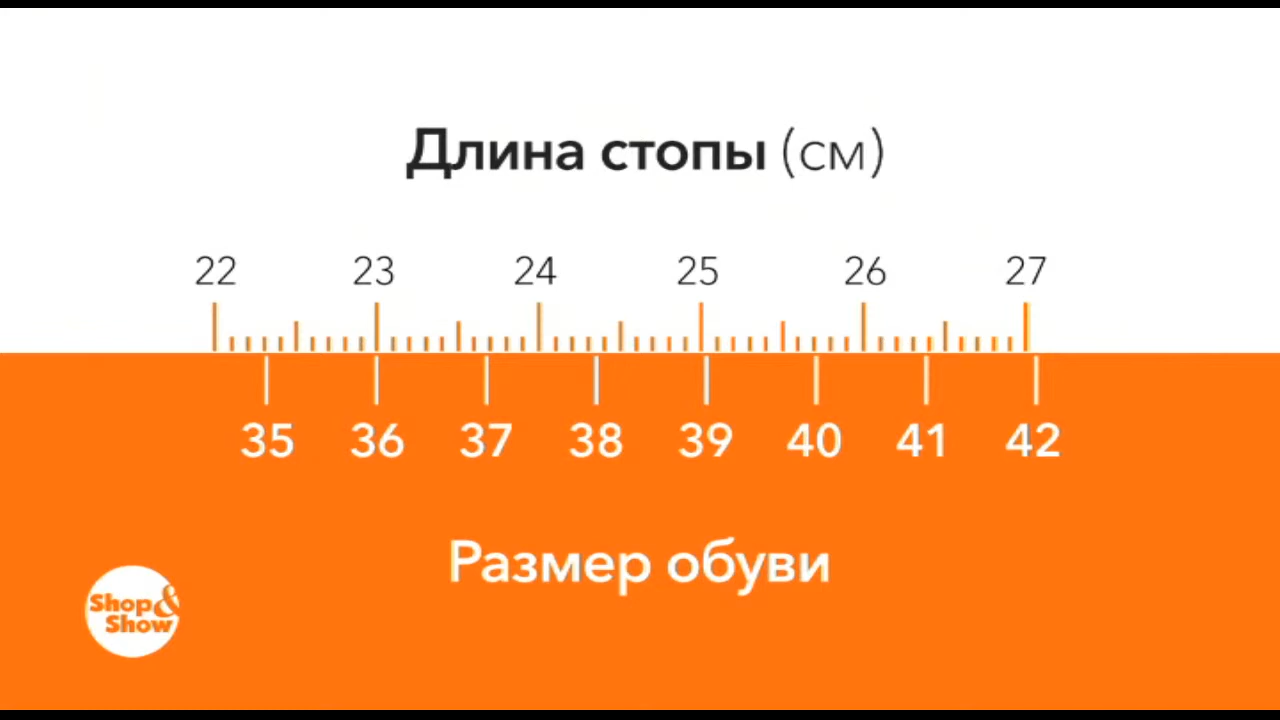 Длина стопы (см)
22 23 24 25 26 27
35 36 37 38 39 40 41 42
Размер обуви
Shop&
Show